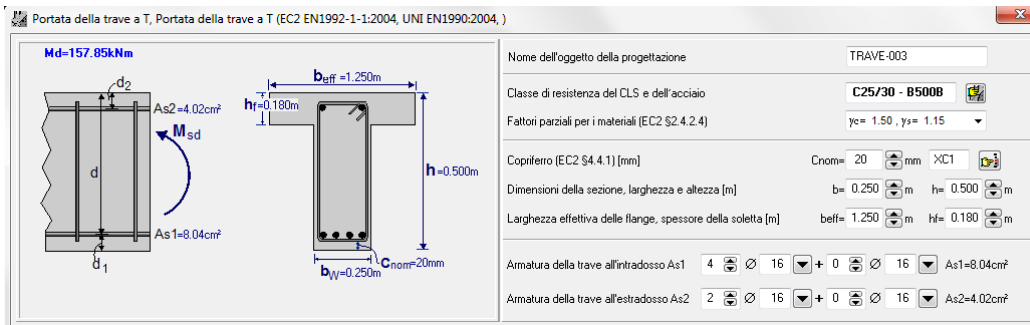 Portata della trave a T, Portata della trave a T (EC2 EN1992-1-1:2004, UNI EN1990:2004, )
Md=157.85kNm
d2
As2=4.02cm²
Msd
d
As1=8.04cm²
d1
beff =1.250m
hf=0.180m
h=0.500m
Cnom=20mm
bW=0.250m
Nome dell'oggetto della progettazione TRAVE-003
Classe di resistenza del CLS e dell'acciaio C25/30 - B500B
Fattori parziali per i materiali (EC2 §2.4.2.4) γc= 1.50 , γs= 1.15
Copriferro (EC2 §4.4.1) [mm] Cnom= 20 mm XC1
Dimensioni della sezione, larghezza e altezza [m] b= 0.250 m h= 0.500 m
Larghezza effettiva delle flange, spessore della soletta [m] beff= 1.250 m hf= 0.180 m
Armatura della trave all'intradosso As1 4 Ø 16 + 0 Ø 16 As1=8.04cm²
Armatura della trave all'estradosso As2 2 Ø 16 + 0 Ø 16 As2=4.02cm²